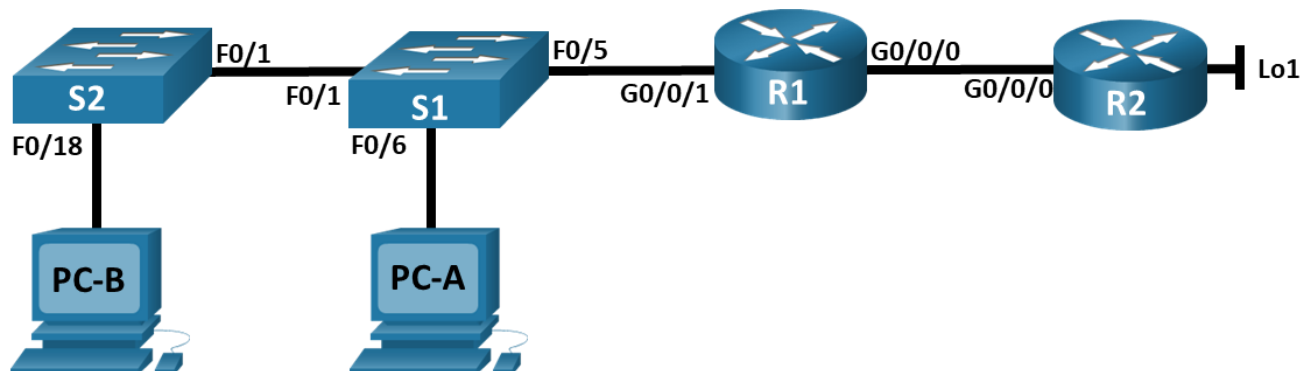 F0/1
F0/5
G0/0/0
Lo1
S2
F0/1
S1
G0/0/1
R1
G0/0/0
R2
F0/18
F0/6
PC-B
PC-A